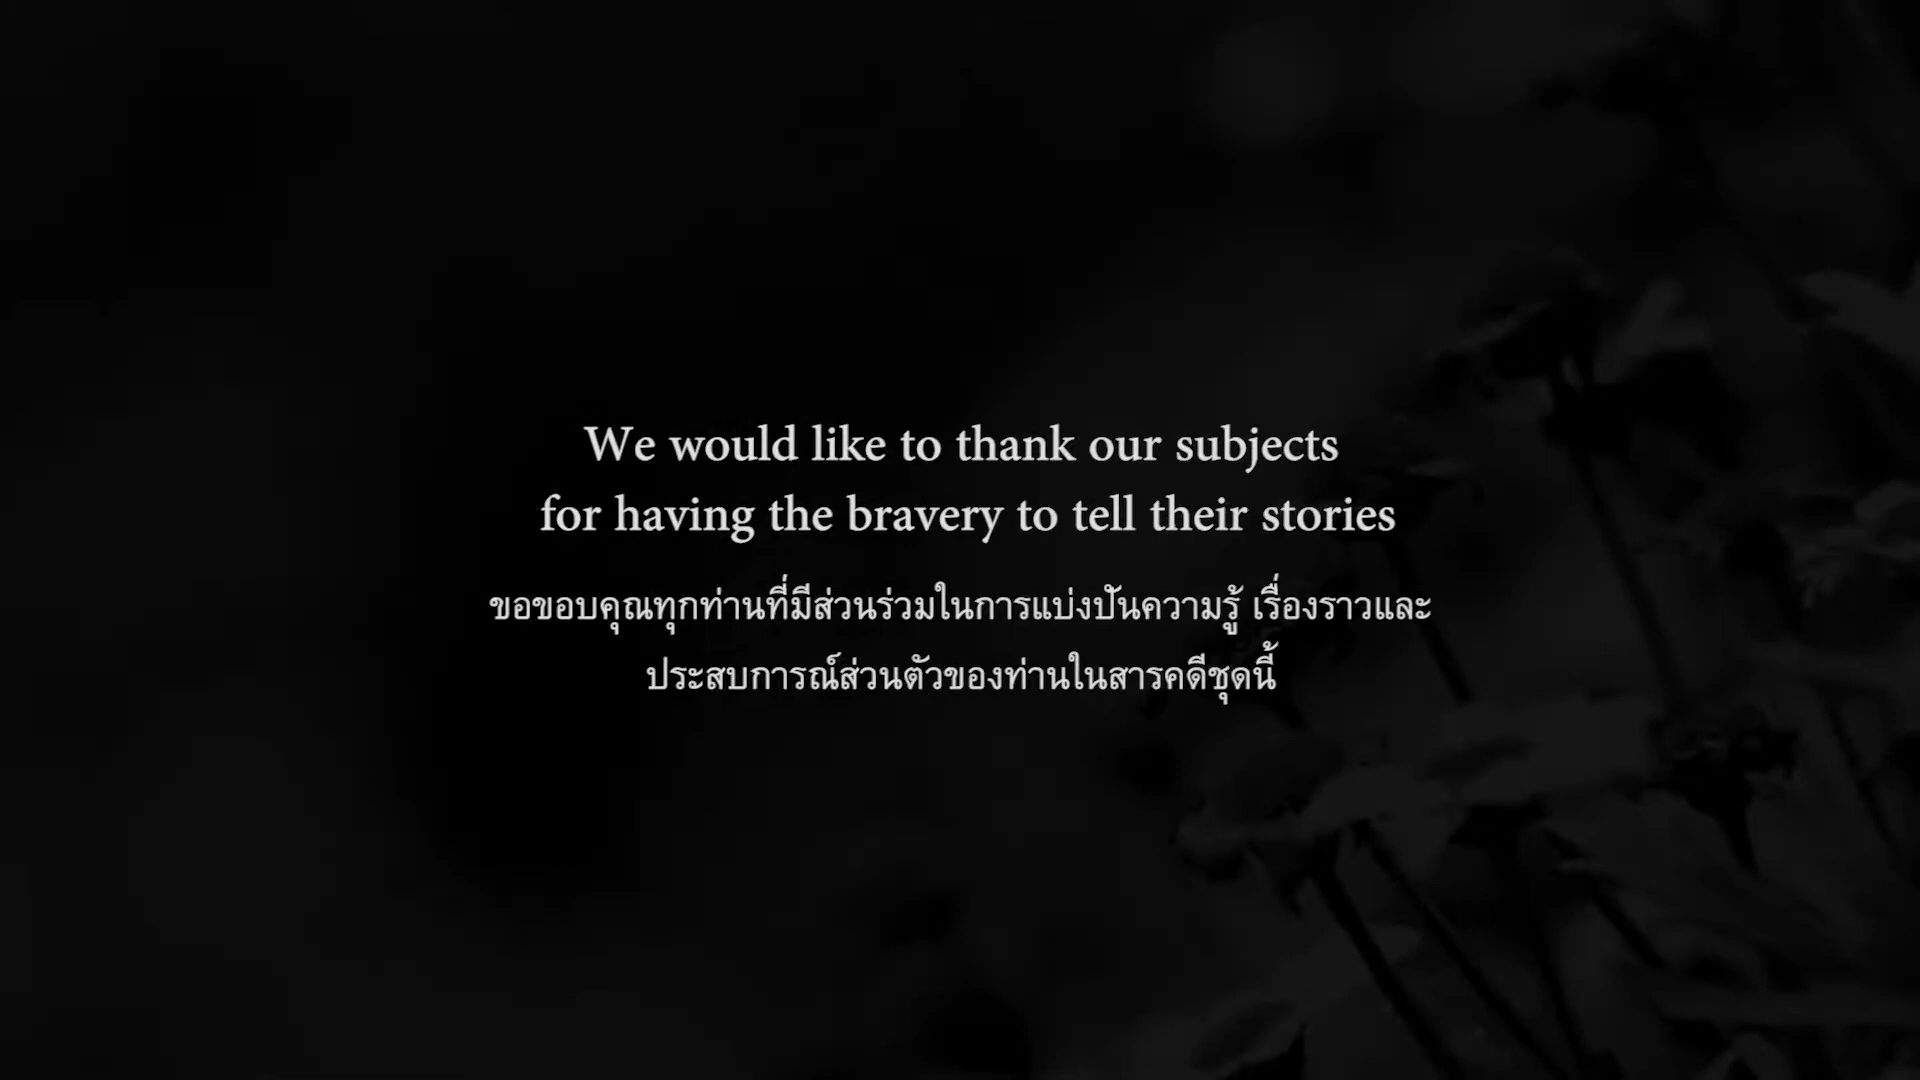 We would like to thank our subjects
for having the bravery to tell their stories
ขอขอบคุณทุกท่านที่มีส่วนร่วมในการแบ่งปันความรู้ เรื่องราวและ
ประสบการณ์ส่วนตัวของท่านในสารคดีชุดนี้